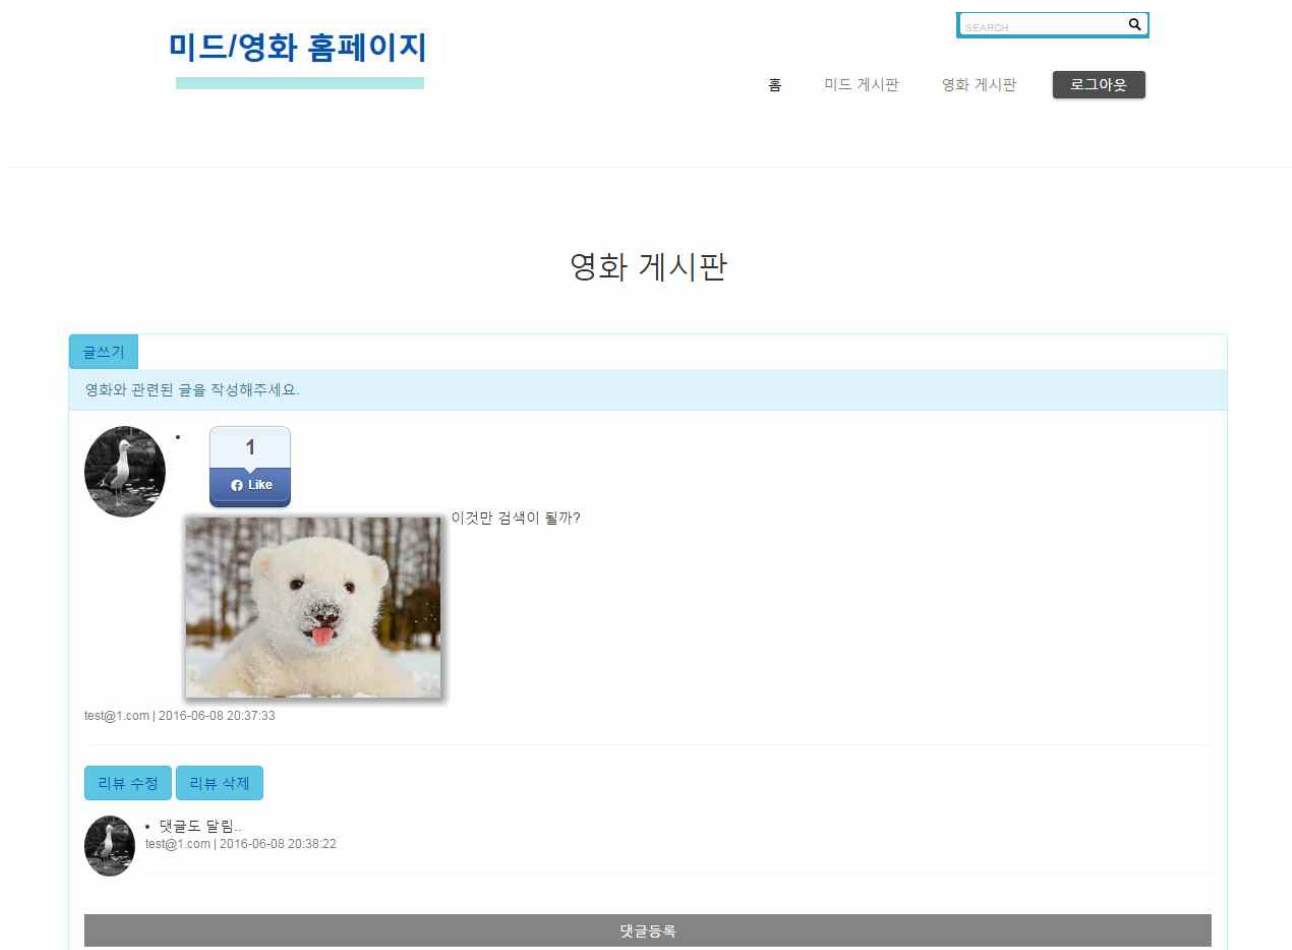 미드/영화 홈페이지
SEARCH
홈 미드 게시판 영화 게시판 로그아웃
영화 게시판
글쓰기
영화와 관련된 글을 작성해주세요.
1
Like
이것만 검색이 될까?
test@1.com | 2016-06-08 20:37:33
리뷰 수정 리뷰 삭제
• 댓글도 달림..
test@1.com | 2016-06-08 20:38:22
댓글등록